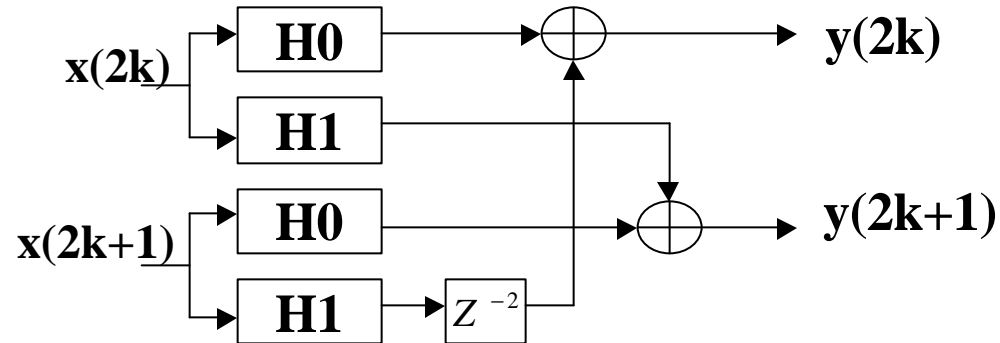 H0
y(2k)
x(2k)
H1
H0
y(2k+1)
x(2k+1)
H1
Z⁻²